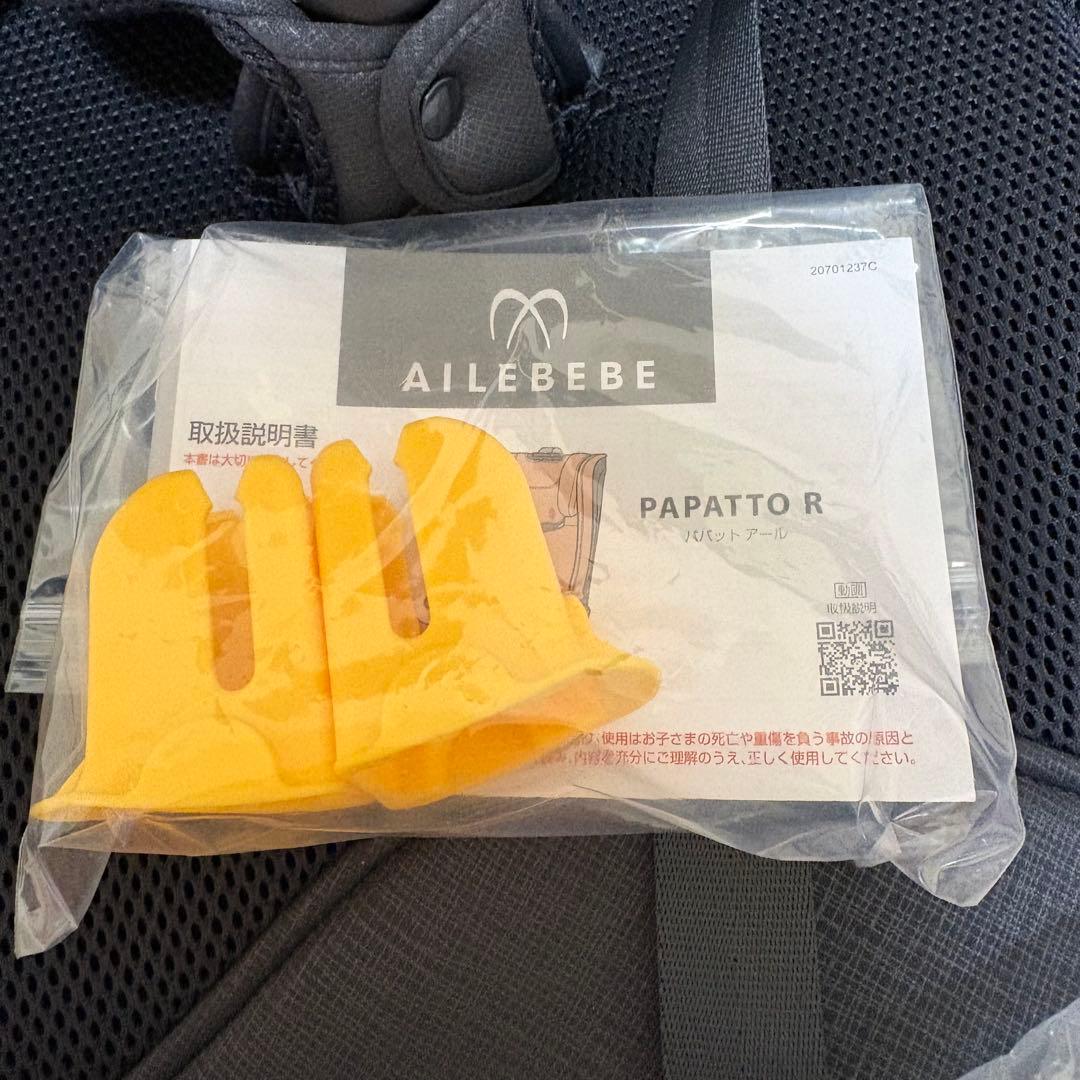 20701237C
AILEBEBE
取扱説明書
本書は大切に
PAPATTO R
パパット アール
動画
取扱説明
使用はお子さまの死亡や重傷を負う事故の原因と
内容を充分にご理解のうえ、正しく使用してください。